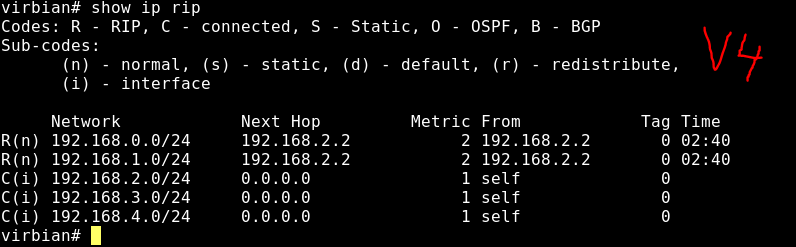 virbian# show ip rip
Codes: R - RIP, C - connected, S - Static, O - OSPF, B - BGP
Sub-codes:
      (n) - normal, (s) - static, (d) - default, (r) - redistribute,
      (i) - interface
V4
     Network            Next Hop         Metric From            Tag Time
R(n) 192.168.0.0/24     192.168.2.2           2 192.168.2.2       0 02:40
R(n) 192.168.1.0/24     192.168.2.2           2 192.168.2.2       0 02:40
C(i) 192.168.2.0/24     0.0.0.0               1 self              0
C(i) 192.168.3.0/24     0.0.0.0               1 self              0
C(i) 192.168.4.0/24     0.0.0.0               1 self              0
virbian#